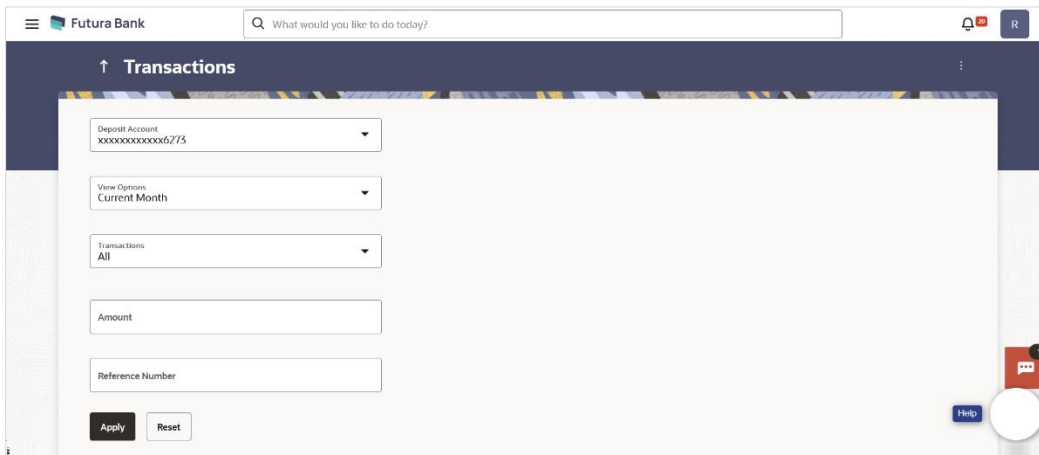 Futura Bank
What would you like to do today?
20
R
↑ Transactions
Deposit Account
xxxxxxxxxxxx6273
View Options
Current Month
Transactions
All
Amount
Reference Number
Apply
Reset
Help